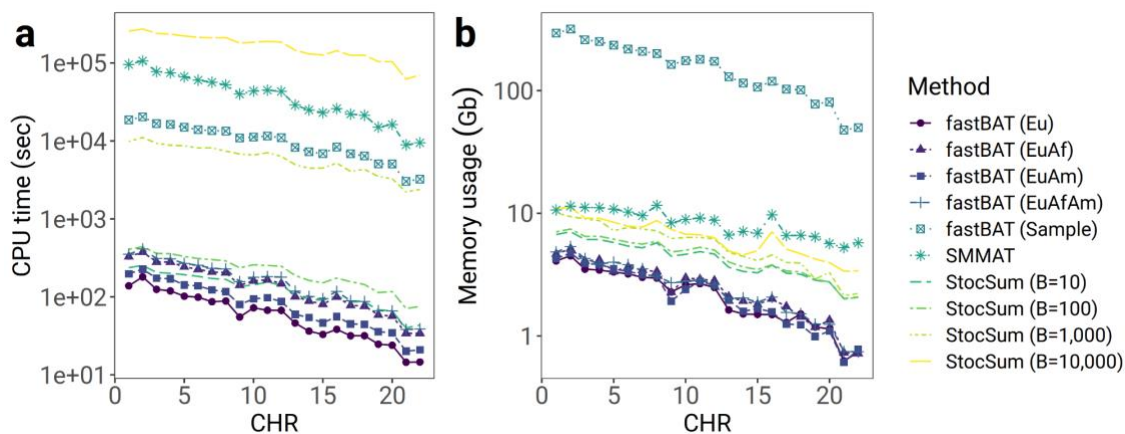 a
CPU time (sec)
1e+05
1e+04
1e+03
1e+02
1e+01
0 5 10 15 20
CHR
b
Memory usage (Gb)
100
10
1
0 5 10 15 20
CHR
Method
fastBAT (Eu)
fastBAT (EuAf)
fastBAT (EuAm)
fastBAT (EuAfAm)
fastBAT (Sample)
SMMAT
StocSum (B=10)
StocSum (B=100)
StocSum (B=1,000)
StocSum (B=10,000)